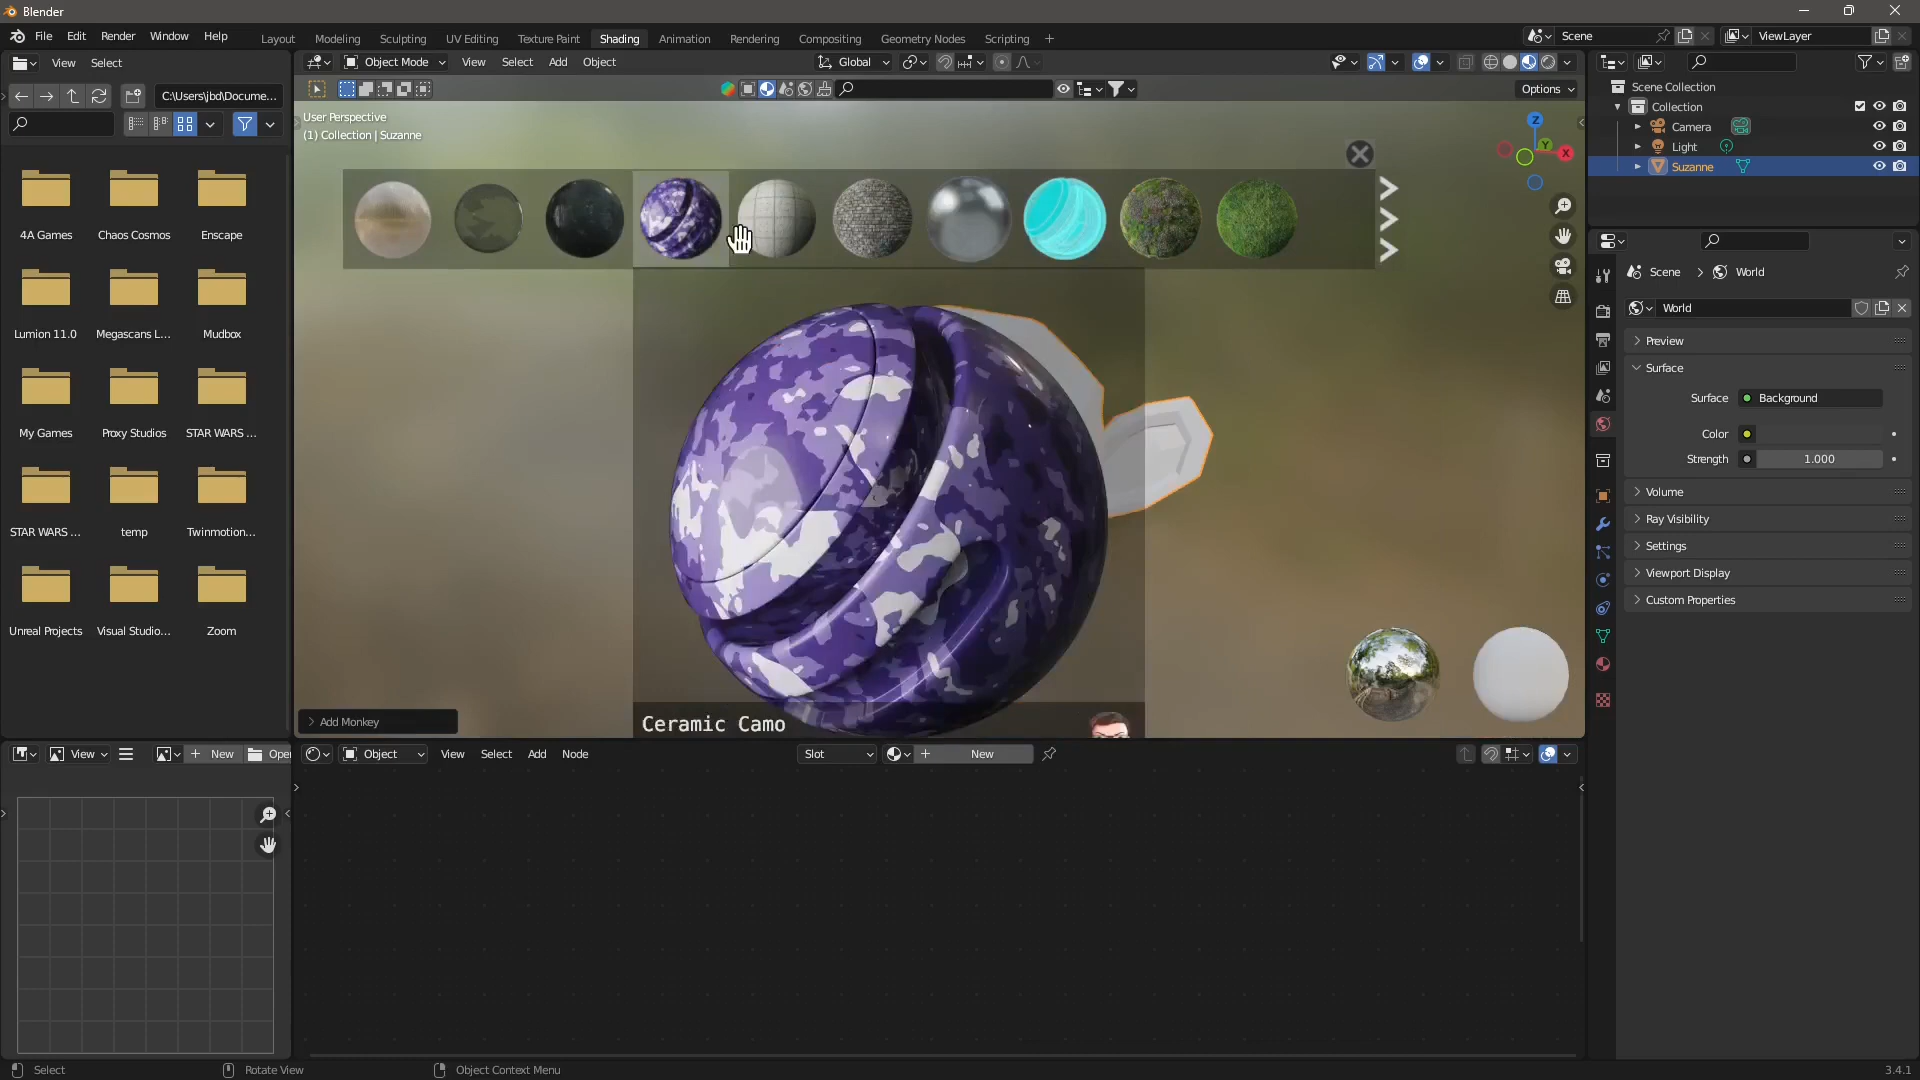 Blender
File Edit Render Window Help
Layout Modeling Sculpting UV Editing Texture Paint Shading Animation Rendering Compositing Geometry Nodes Scripting
Scene
ViewLayer
View Select
Object Mode View Select Add Object
Global
C:\Users\jbd\Docume...
Options
User Perspective
(1) Collection | Suzanne
4A Games Chaos Cosmos Enscape
Lumion 11.0 Megascans L... Mudbox
My Games Proxy Studios STAR WARS ...
STAR WARS ... temp Twinmotion...
Unreal Projects Visual Studio... Zoom
Z
Y
X
Add Monkey
Ceramic Camo
Scene Collection
Collection
Camera
Light
Suzanne
Scene World
World
Preview
Surface
Surface Background
Color
Strength 1.000
Volume
Ray Visibility
Settings
Viewport Display
Custom Properties
View New Open
Object View Select Add Node
Slot
New
Select Rotate View Object Context Menu
3.4.1